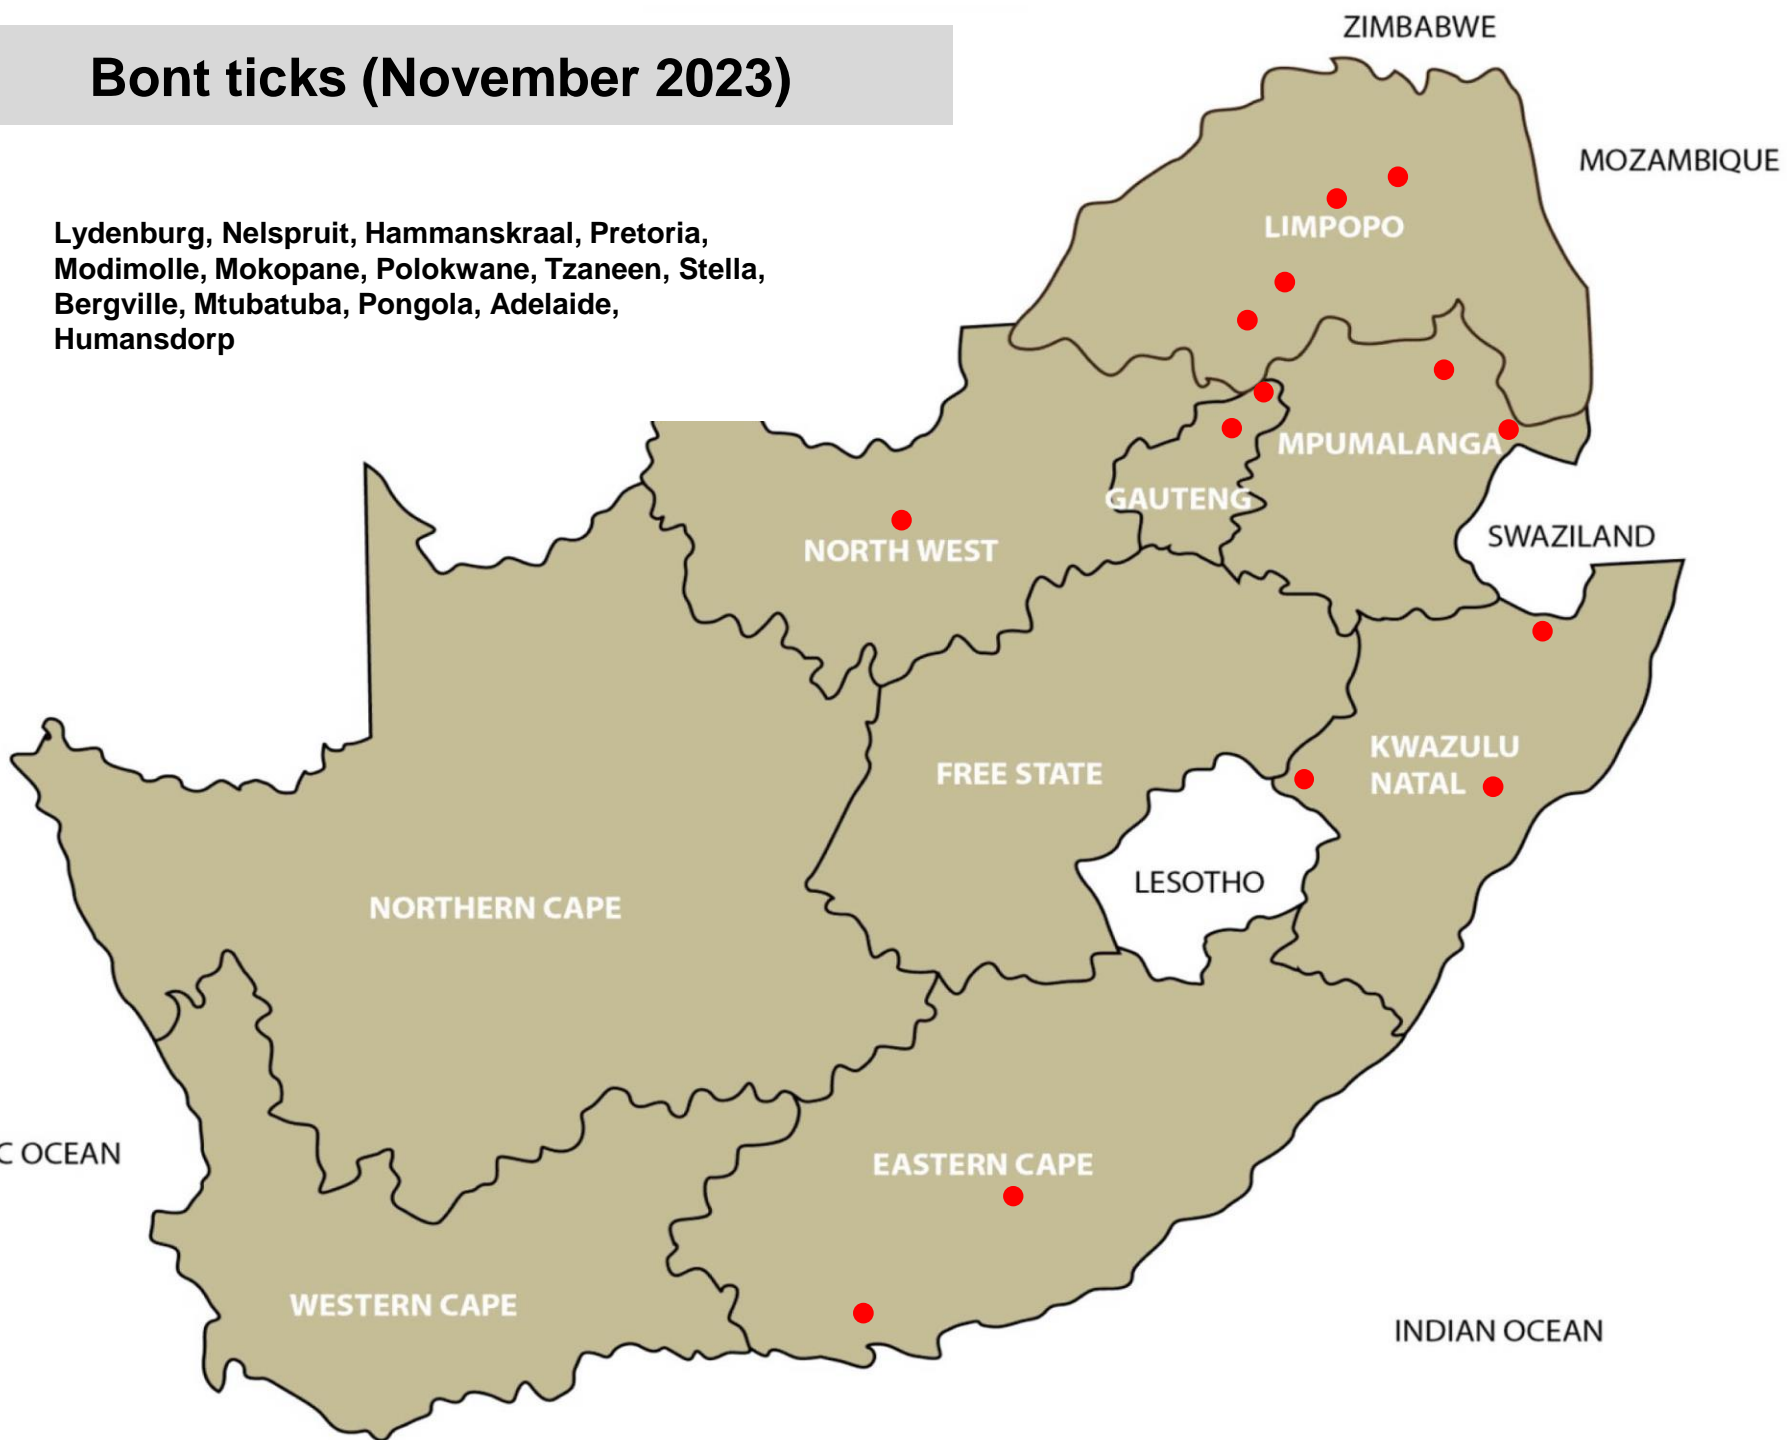 ZIMBABWE
Bont ticks (November 2023)
MOZAMBIQUE
Lydenburg, Nelspruit, Hammanskraal, Pretoria,
Modimolle, Mokopane, Polokwane, Tzaneen, Stella,
Bergville, Mtubatuba, Pongola, Adelaide,
Humansdorp
LIMPOPO
MPUMALANGA
GAUTENG
SWAZILAND
NORTH WEST
KWAZULU
NATAL
FREE STATE
LESOTHO
NORTHERN CAPE
C OCEAN
EASTERN CAPE
WESTERN CAPE
INDIAN OCEAN